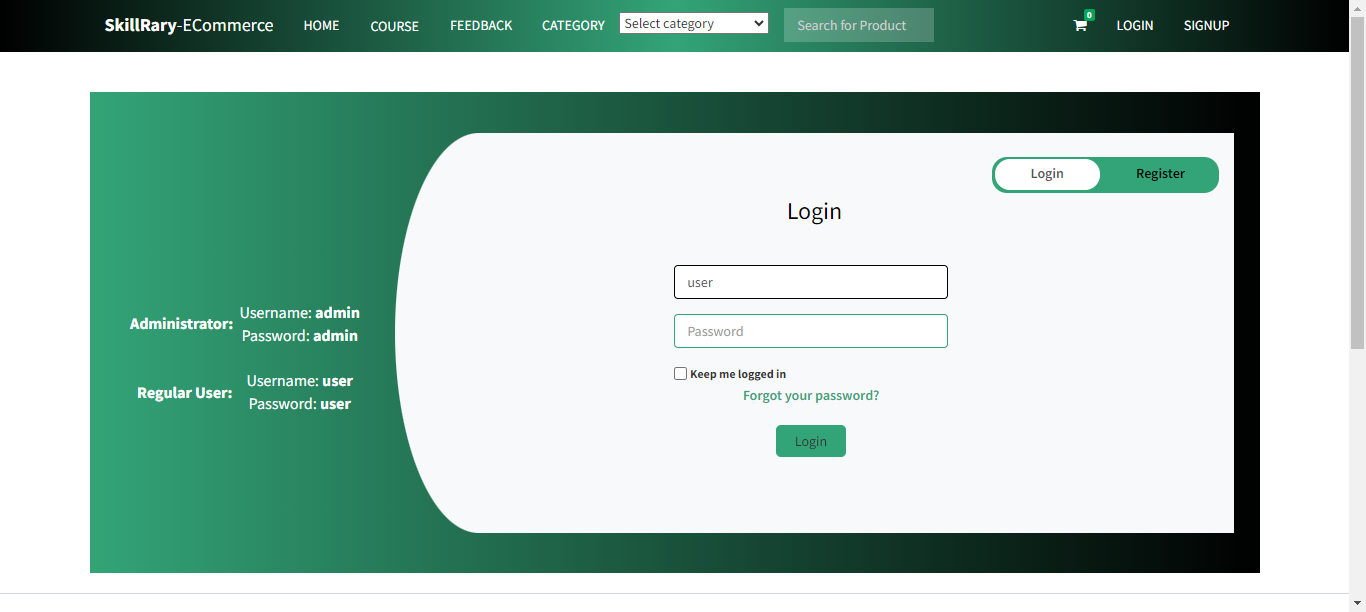 SkillRary-ECommerce HOME COURSE FEEDBACK CATEGORY Select category Search for Product 0 LOGIN SIGNUP
Login Register
Login
user
Password
Keep me logged in
Forgot your password?
Login
Administrator: Username: admin
Password: admin
Regular User: Username: user
Password: user